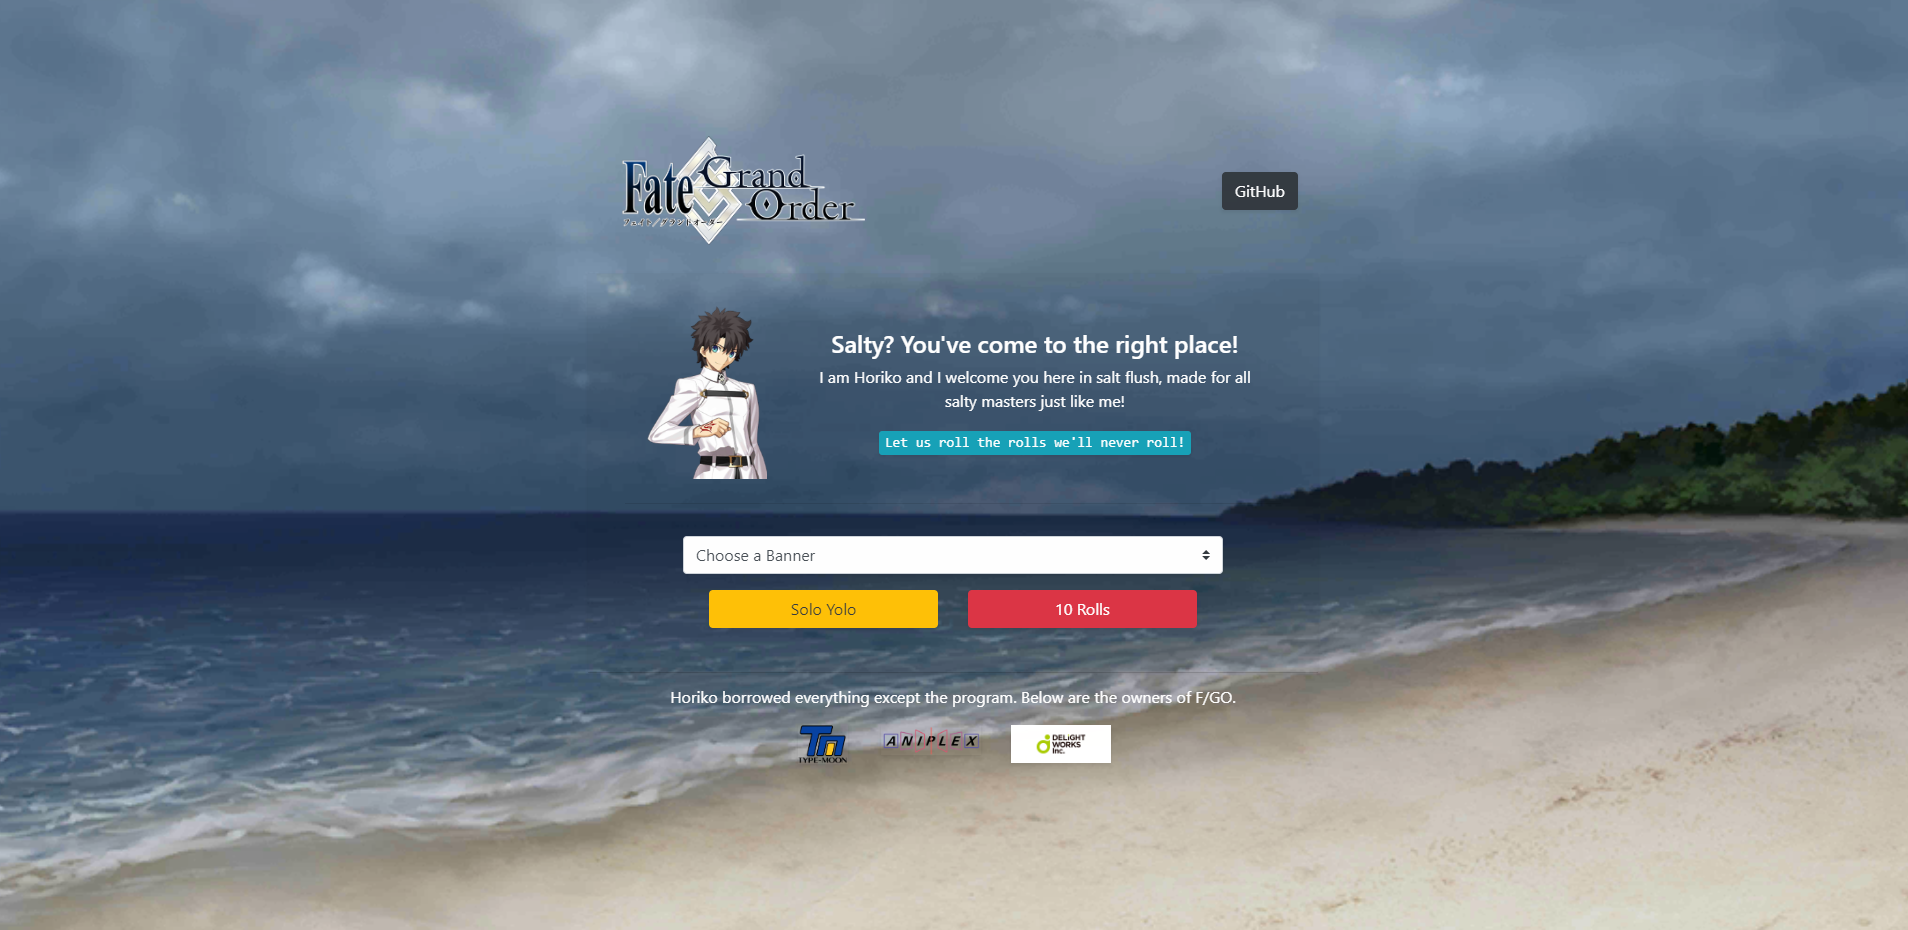 Fate Grand Order
フェイト/グランドオーダー
GitHub
Salty? You've come to the right place!
I am Horiko and I welcome you here in salt flush, made for all
salty masters just like me!
Let us roll the rolls we'll never roll!
Choose a Banner
Solo Yolo
10 Rolls
Horiko borrowed everything except the program. Below are the owners of F/GO.
TYPE-MOON
ANIPLEX
DELiGHT
WORKS
Inc.